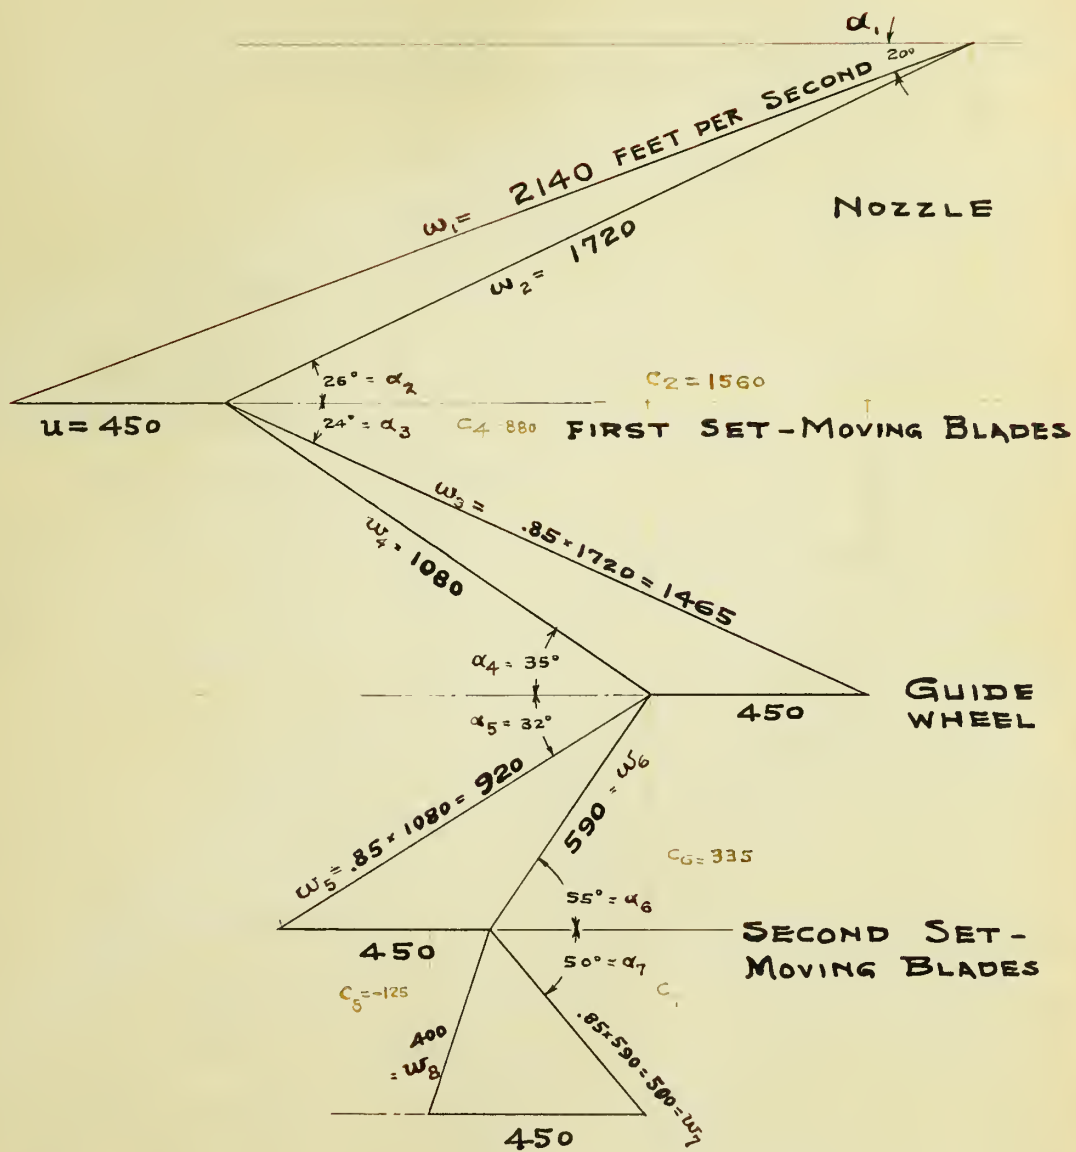 α₁
20°
ω₁ = 2140 FEET PER SECOND
NOZZLE
ω₂ = 1720
26° = α₂
C₂ = 1560
u = 450
24° = α₃
C₄ 880
FIRST SET-MOVING BLADES
ω₃ = .85 × 1720 = 1465
ω₄ = 1080
α₄ = 35°
GUIDE
WHEEL
450
α₅ = 32°
ω₅ = .85 × 1080 = 920
590 = ω₆
C₆ = 335
55° = α₆
450
SECOND SET-
MOVING BLADES
50° = α₇
C₈ = -125
C
400
= ω₈
.85 × 590 = 500 = ω₇
450